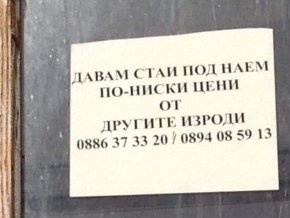 ДАВАМ СТАИ ПОД НАЕМ
ПО-НИСКИ ЦЕНИ
ОТ
ДРУГИТЕ ИЗРОДИ
0886 37 33 20 / 0894 08 59 13